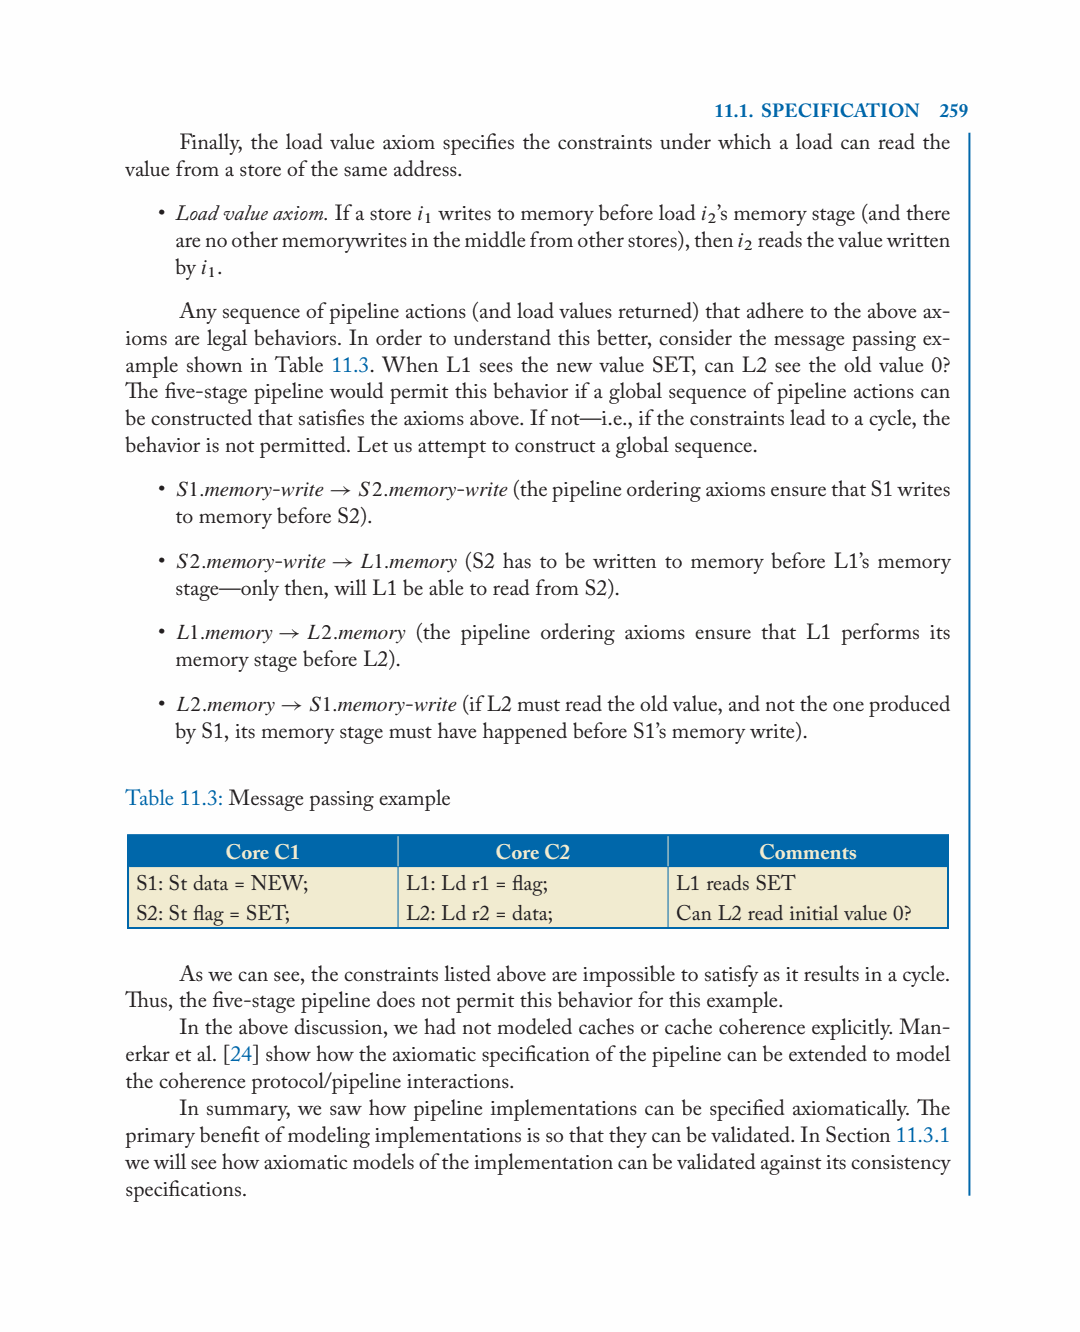 11.1. SPECIFICATION 259
Finally, the load value axiom specifies the constraints under which a load can read the
value from a store of the same address.
• Load value axiom. If a store i₁ writes to memory before load i₂’s memory stage (and there
are no other memorywrites in the middle from other stores), then i₂ reads the value written
by i₁.
Any sequence of pipeline actions (and load values returned) that adhere to the above ax-
ioms are legal behaviors. In order to understand this better, consider the message passing ex-
ample shown in Table 11.3. When L1 sees the new value SET, can L2 see the old value 0?
The five-stage pipeline would permit this behavior if a global sequence of pipeline actions can
be constructed that satisfies the axioms above. If not—i.e., if the constraints lead to a cycle, the
behavior is not permitted. Let us attempt to construct a global sequence.
• S1.memory-write → S2.memory-write (the pipeline ordering axioms ensure that S1 writes
to memory before S2).
• S2.memory-write → L1.memory (S2 has to be written to memory before L1’s memory
stage—only then, will L1 be able to read from S2).
• L1.memory → L2.memory (the pipeline ordering axioms ensure that L1 performs its
memory stage before L2).
• L2.memory → S1.memory-write (if L2 must read the old value, and not the one produced
by S1, its memory stage must have happened before S1’s memory write).
Table 11.3: Message passing example
Core C1 Core C2 Comments
S1: St data = NEW; L1: Ld r1 = flag; L1 reads SET
S2: St flag = SET; L2: Ld r2 = data; Can L2 read initial value 0?
As we can see, the constraints listed above are impossible to satisfy as it results in a cycle.
Thus, the five-stage pipeline does not permit this behavior for this example.
In the above discussion, we had not modeled caches or cache coherence explicitly. Man-
erkar et al. [24] show how the axiomatic specification of the pipeline can be extended to model
the coherence protocol/pipeline interactions.
In summary, we saw how pipeline implementations can be specified axiomatically. The
primary benefit of modeling implementations is so that they can be validated. In Section 11.3.1
we will see how axiomatic models of the implementation can be validated against its consistency
specifications.